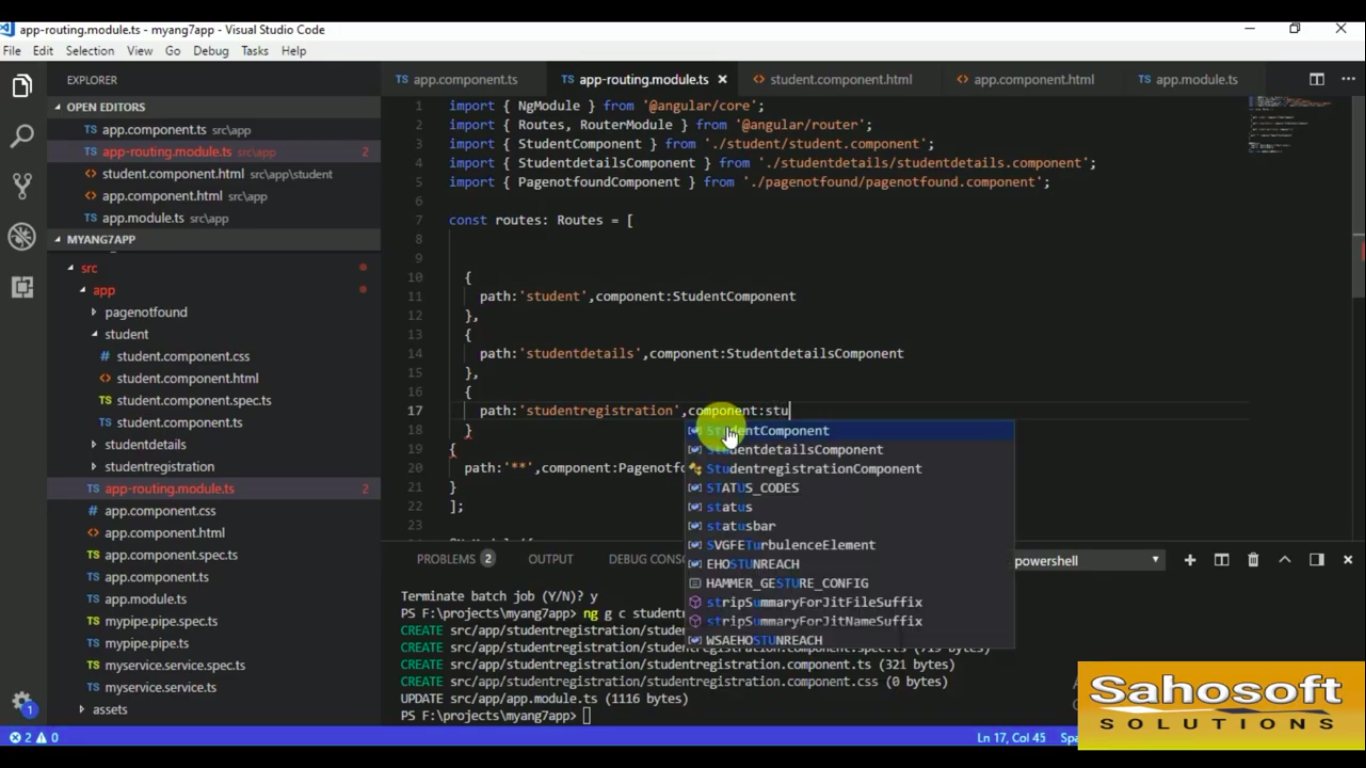 app-routing.module.ts - myang7app - Visual Studio Code
File Edit Selection View Go Debug Tasks Help
EXPLORER
OPEN EDITORS
TS app.component.ts src\app
TS app-routing.module.ts src\app 2
<> student.component.html src\app\student
<> app.component.html src\app
TS app.module.ts src\app
MYANG7APP
src
app
pagenotfound
student
# student.component.css
<> student.component.html
TS student.component.spec.ts
TS student.component.ts
studentdetails
studentregistration
TS app-routing.module.ts 2
# app.component.css
<> app.component.html
TS app.component.spec.ts
TS app.component.ts
TS app.module.ts
TS mypipe.pipe.spec.ts
TS mypipe.pipe.ts
TS myservice.service.spec.ts
TS myservice.service.ts
assets
TS app.component.ts TS app-routing.module.ts <> student.component.html <> app.component.html TS app.module.ts
1 import { NgModule } from '@angular/core';
2 import { Routes, RouterModule } from '@angular/router';
3 import { StudentComponent } from './student/student.component';
4 import { StudentdetailsComponent } from './studentdetails/studentdetails.component';
5 import { PagenotfoundComponent } from './pagenotfound/pagenotfound.component';
6
7 const routes: Routes = [
8
9
10 {
11 path:'student',component:StudentComponent
12 },
13 {
14 path:'studentdetails',component:StudentdetailsComponent
15 },
16 {
17 path:'studentregistration',component:stu
18 }
19 {
20 path:'**',component:Pagenotf
21 }
22 ];
23
StudentComponent
StudentdetailsComponent
StudentregistrationComponent
STATUS_CODES
status
statusbar
SVGFETurbulenceElement
EHOSTUNREACH
HAMMER_GESTURE_CONFIG
stripSummaryForJitFileSuffix
stripSummaryForJitNameSuffix
WSAEHOSTUNREACH
PROBLEMS 2 OUTPUT DEBUG CONS powershell
Terminate batch job (Y/N)? y
PS F:\projects\myang7app> ng g c student
CREATE src/app/studentregistration/stude
CREATE src/app/studentregistration/studentregistration.component.spec.ts (719 bytes)
CREATE src/app/studentregistration/studentregistration.component.ts (321 bytes)
CREATE src/app/studentregistration/studentregistration.component.css (0 bytes)
UPDATE src/app/app.module.ts (1116 bytes)
PS F:\projects\myang7app>
1
2 0
Ln 17, Col 45 Spa
Sahosoft
SOLUTIONS